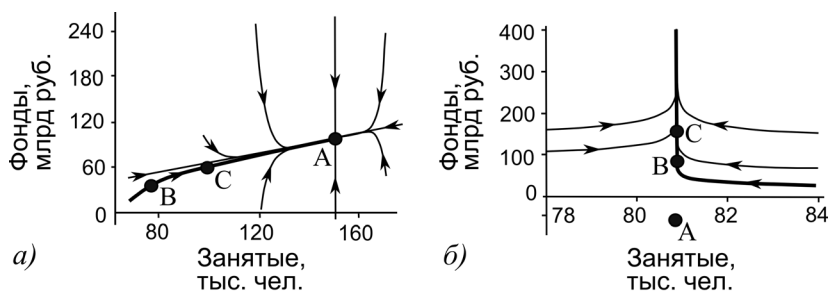 Фонды,
млрд руб.
240
120
60
0
80
120
160
A
B
C
Занятые,
тыс. чел.
а)
Фонды,
млрд руб.
400
300
200
100
0
78
80
82
84
C
B
A
Занятые,
тыс. чел.
б)